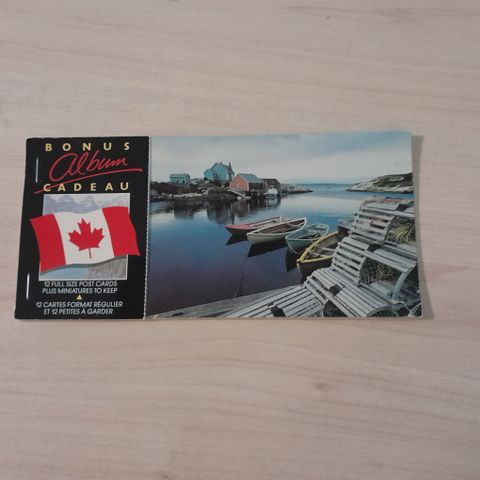 BONUS
Album
CADEAU
12 FULL SIZE POST CARDS
PLUS MINIATURES TO KEEP
12 CARTES FORMAT RÉGULIER
ET 12 PETITES À GARDER